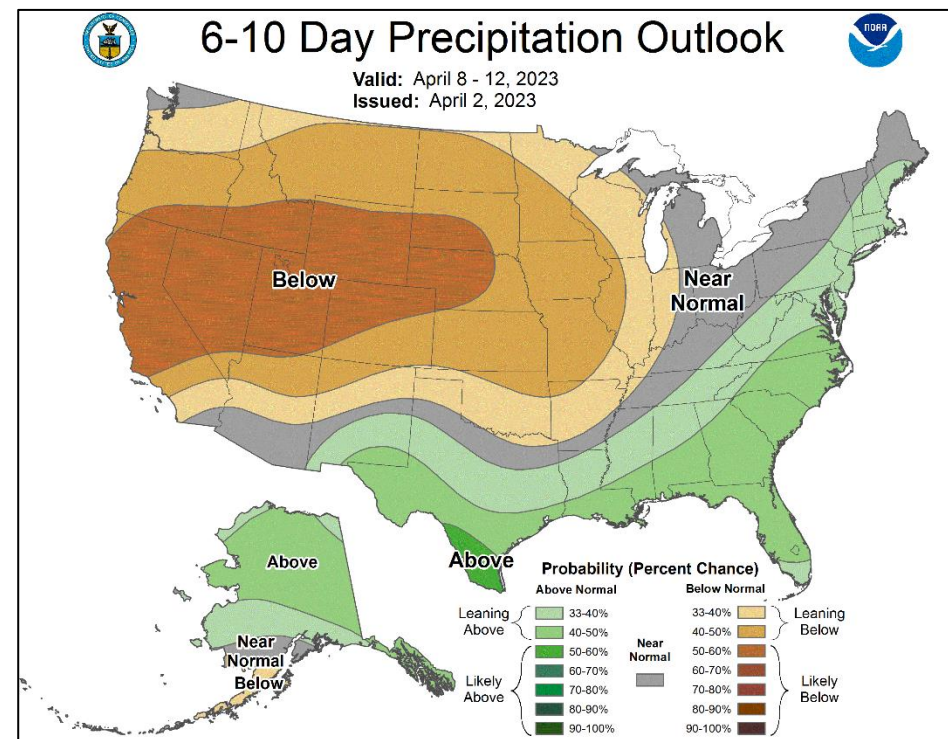 6-10 Day Precipitation Outlook
NOAA
Valid: April 8 - 12, 2023
Issued: April 2, 2023
Below
Near
Normal
Above
Above
Near
Normal
Below
Probability (Percent Chance)
Above Normal
Below Normal
Leaning
Above
33-40%
40-50%
Likely
Above
50-60%
60-70%
70-80%
80-90%
90-100%
Near
Normal
33-40%
40-50%
Leaning
Below
50-60%
60-70%
70-80%
80-90%
90-100%
Likely
Below